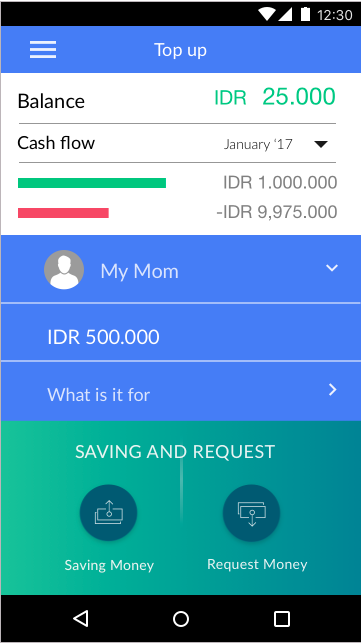 12:30
Top up
Balance IDR 25.000
Cash flow January ‘17
IDR 1.000.000
-IDR 9,975.000
My Mom
IDR 500.000
What is it for
SAVING AND REQUEST
Saving Money Request Money